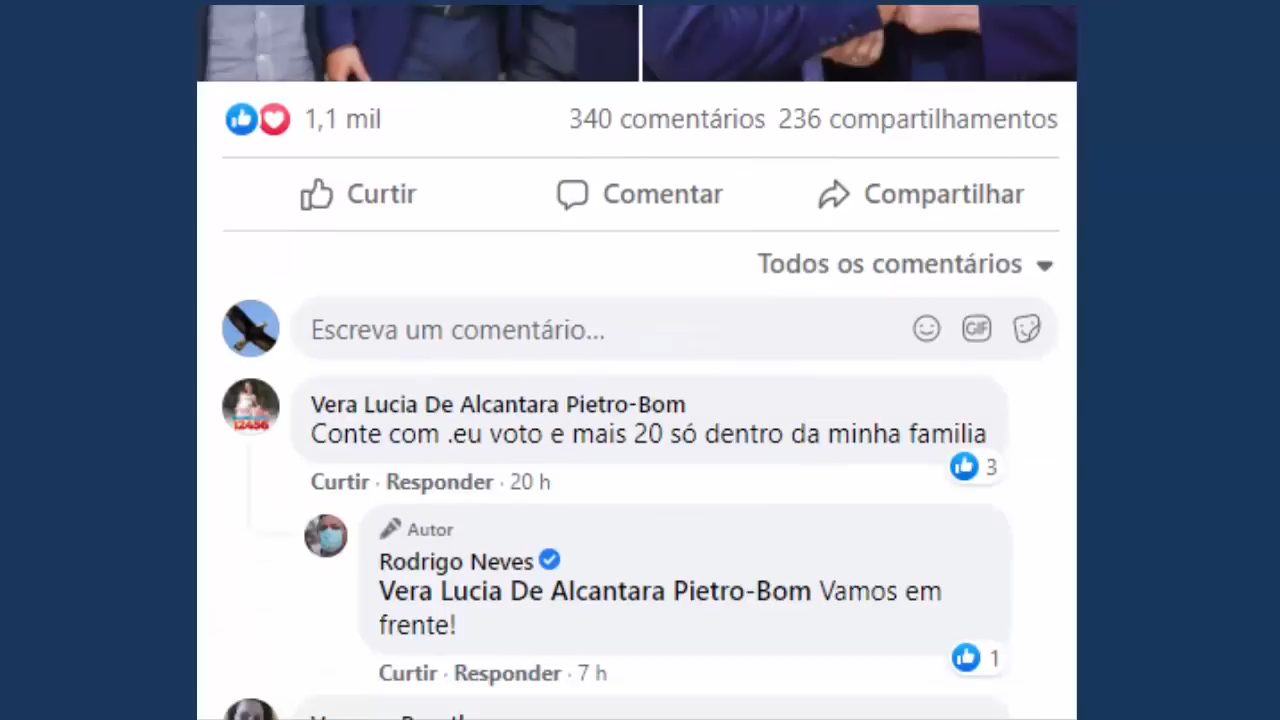 1,1 mil 340 comentários 236 compartilhamentos
Curtir Comentar Compartilhar
Todos os comentários
Escreva um comentário... GIF
Vera Lucia De Alcantara Pietro-Bom
12456
Conte com .eu voto e mais 20 só dentro da minha familia
3
Curtir · Responder · 20 h
Autor
Rodrigo Neves
Vera Lucia De Alcantara Pietro-Bom Vamos em
frente!
1
Curtir · Responder · 7 h